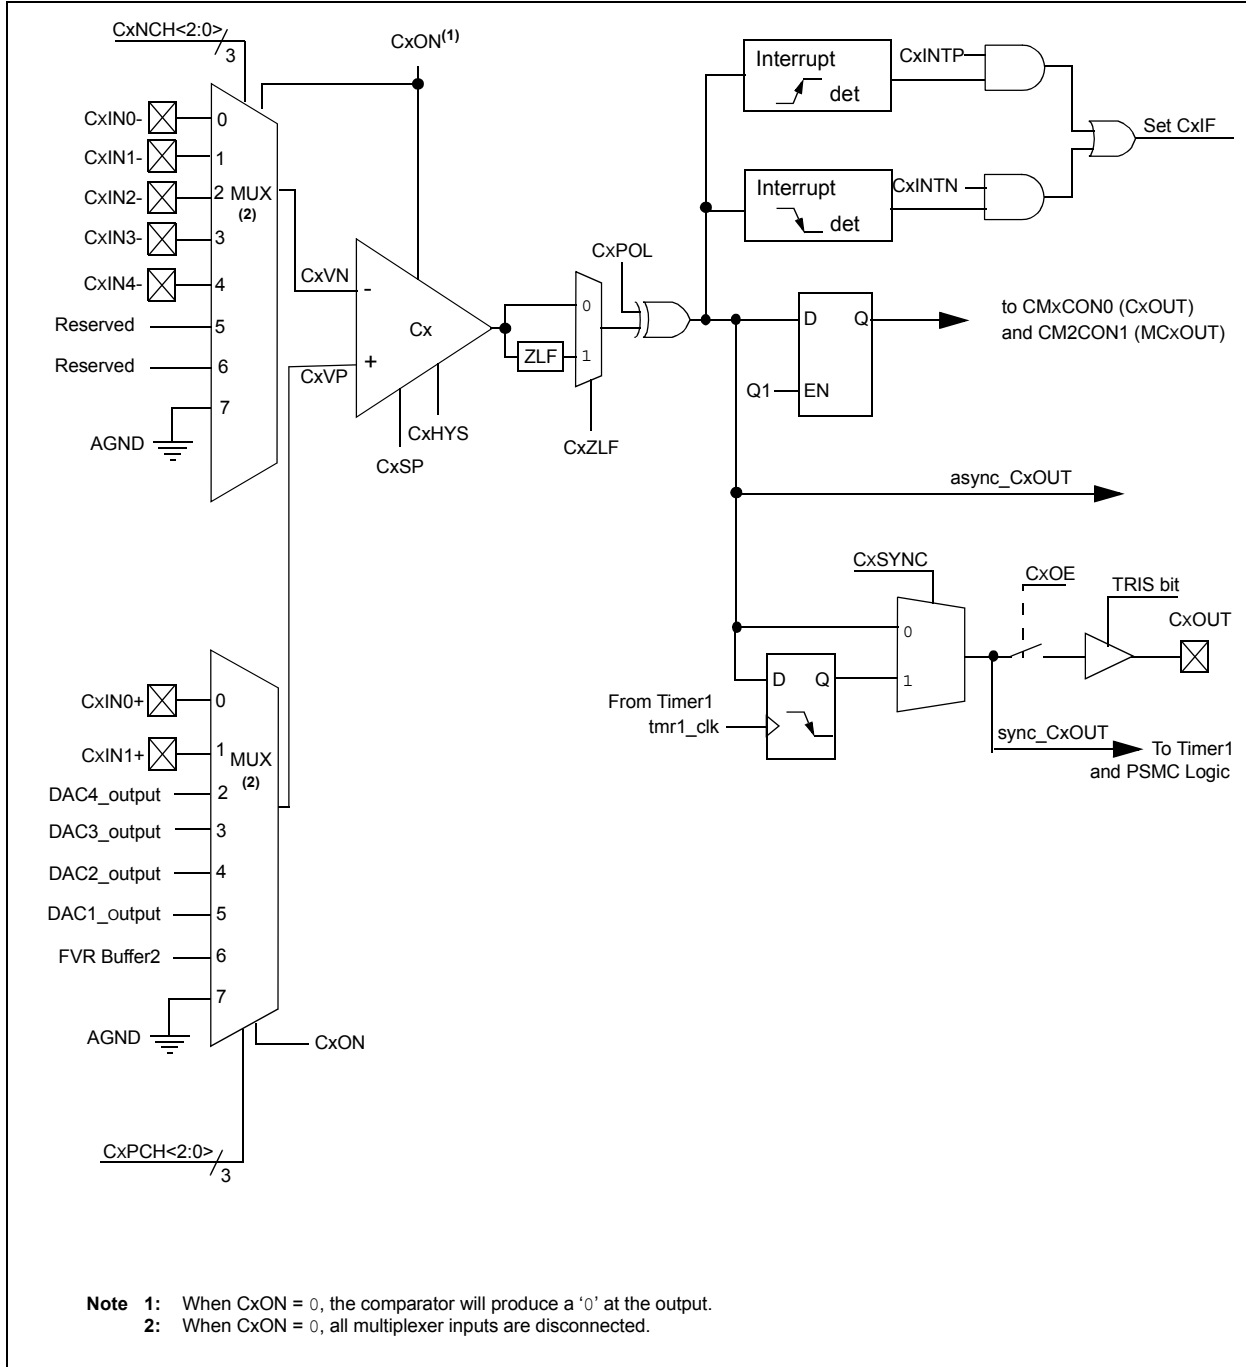 CxNCH<2:0>
3
CxON(1)
CxIN0-
0
CxIN1-
1
CxIN2-
2
MUX
(2)
CxIN3-
3
CxIN4-
4
Reserved
5
Reserved
6
7
AGND
CxVN
-
Cx
+
CxVP
CxHYS
CxSP
ZLF
0
1
CxZLF
CxPOL
Interrupt
det
CxINTP
Interrupt
det
CxINTN
Set CxIF
D
Q
Q1
EN
to CMxCON0 (CxOUT)
and CM2CON1 (MCxOUT)
async_CxOUT
CxSYNC
0
1
D
Q
From Timer1
tmr1_clk
CxOE
TRIS bit
CxOUT
sync_CxOUT
To Timer1
and PSMC Logic
CxIN0+
0
CxIN1+
1
MUX
(2)
DAC4_output
2
DAC3_output
3
DAC2_output
4
DAC1_output
5
FVR Buffer2
6
7
AGND
CxON
CxPCH<2:0>
3
Note 1: When CxON = 0, the comparator will produce a ‘0’ at the output.
2: When CxON = 0, all multiplexer inputs are disconnected.